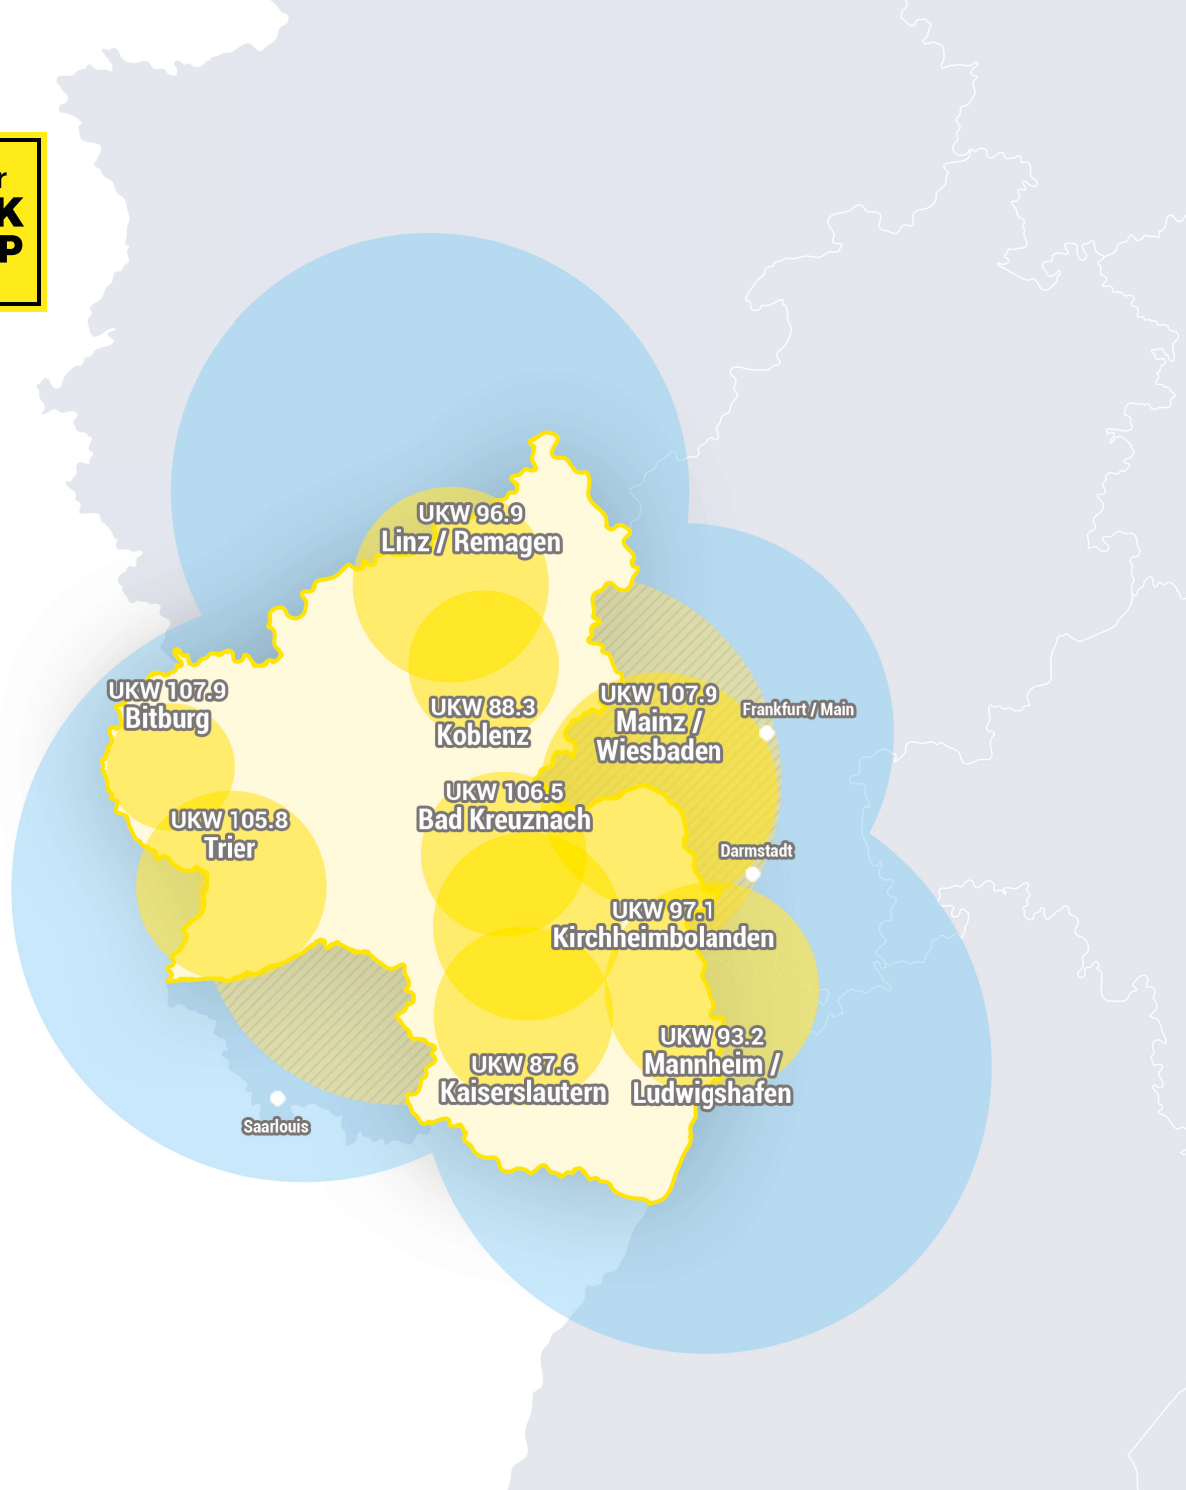 r
K
P
UKW 96.9
Linz / Remagen
UKW 107.9
Bitburg
UKW 88.3
Koblenz
UKW 107.9
Mainz /
Wiesbaden
Frankfurt / Main
UKW 106.5
Bad Kreuznach
UKW 105.8
Trier
Darmstadt
UKW 97.1
Kirchheimbolanden
UKW 93.2
Mannheim /
Ludwigshafen
UKW 87.6
Kaiserslautern
Saarlouis